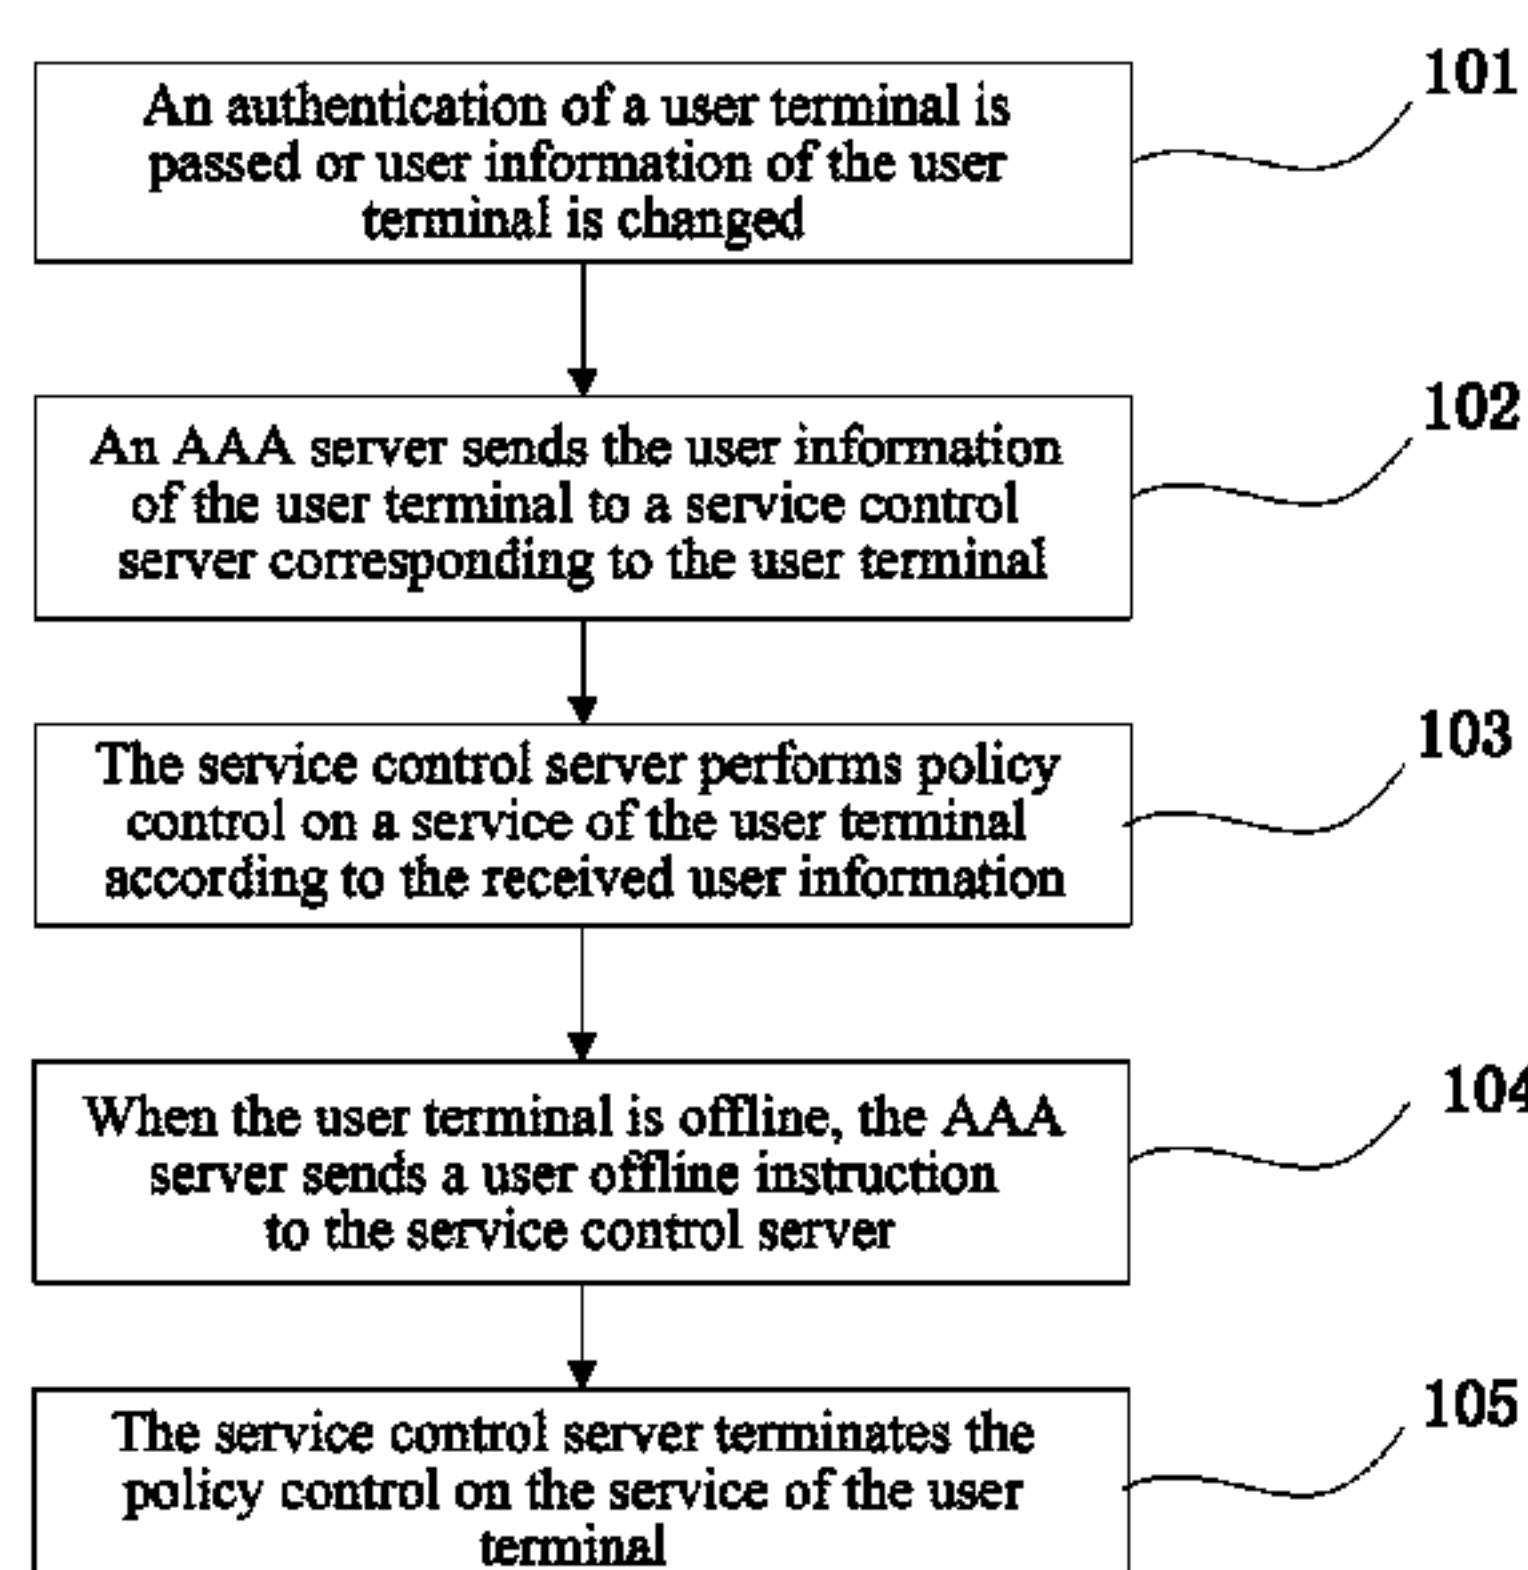 An authentication of a user terminal is
passed or user information of the user
terminal is changed
101
An AAA server sends the user information
of the user terminal to a service control
server corresponding to the user terminal
102
The service control server performs policy
control on a service of the user terminal
according to the received user information
103
When the user terminal is offline, the AAA
server sends a user offline instruction
to the service control server
104
The service control server terminates the
policy control on the service of the user
terminal
105